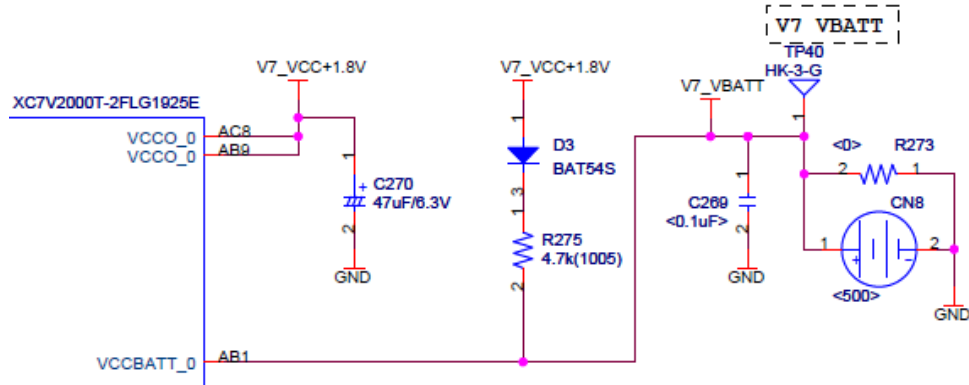 V7 VBATT
TP40
HK-3-G
1
V7_VCC+1.8V
V7_VCC+1.8V
V7_VBATT
XC7V2000T-2FLG1925E
VCCO_0 AC8
VCCO_0 AB9
1
+
C270
47uF/6.3V
2
GND
1
D3
BAT54S
3
1
R275
4.7k(1005)
2
1
C269
<0.1uF>
2
GND
<0> R273
2 1
CN8
1 + - 2
<500>
GND
VCCBATT_0 AB1